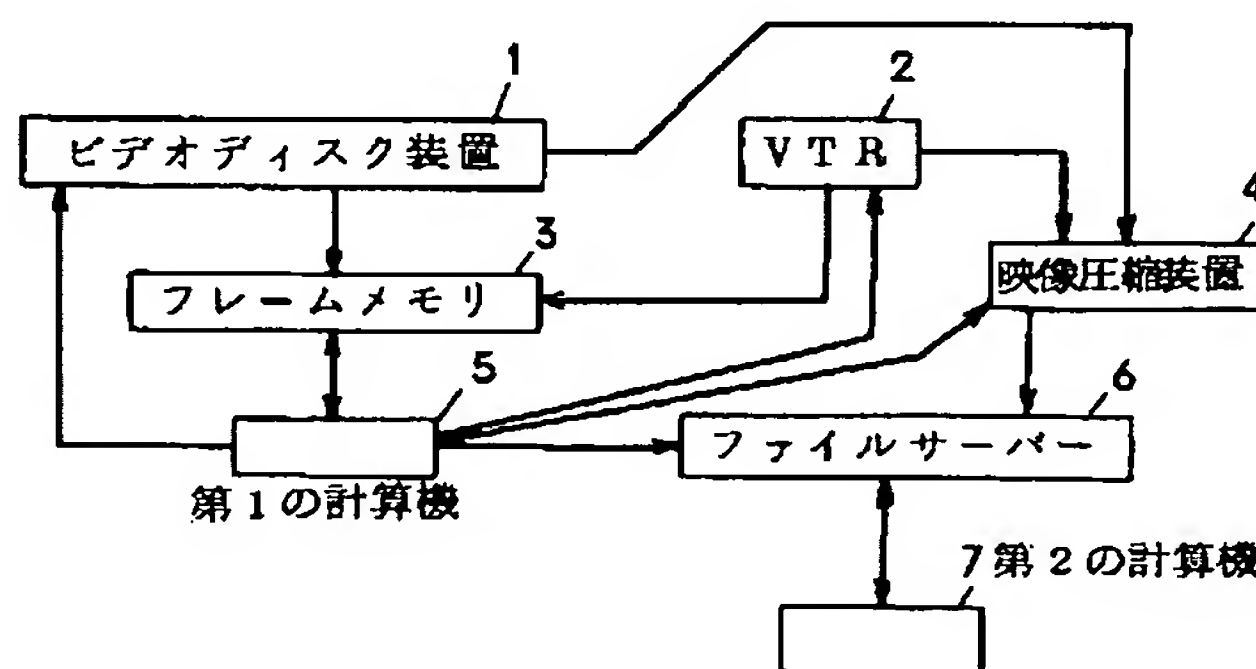 1
ビデオディスク装置
2
VTR
3
フレームメモリ
4
映像圧縮装置
5
第1の計算機
6
ファイルサーバー
7第2の計算機